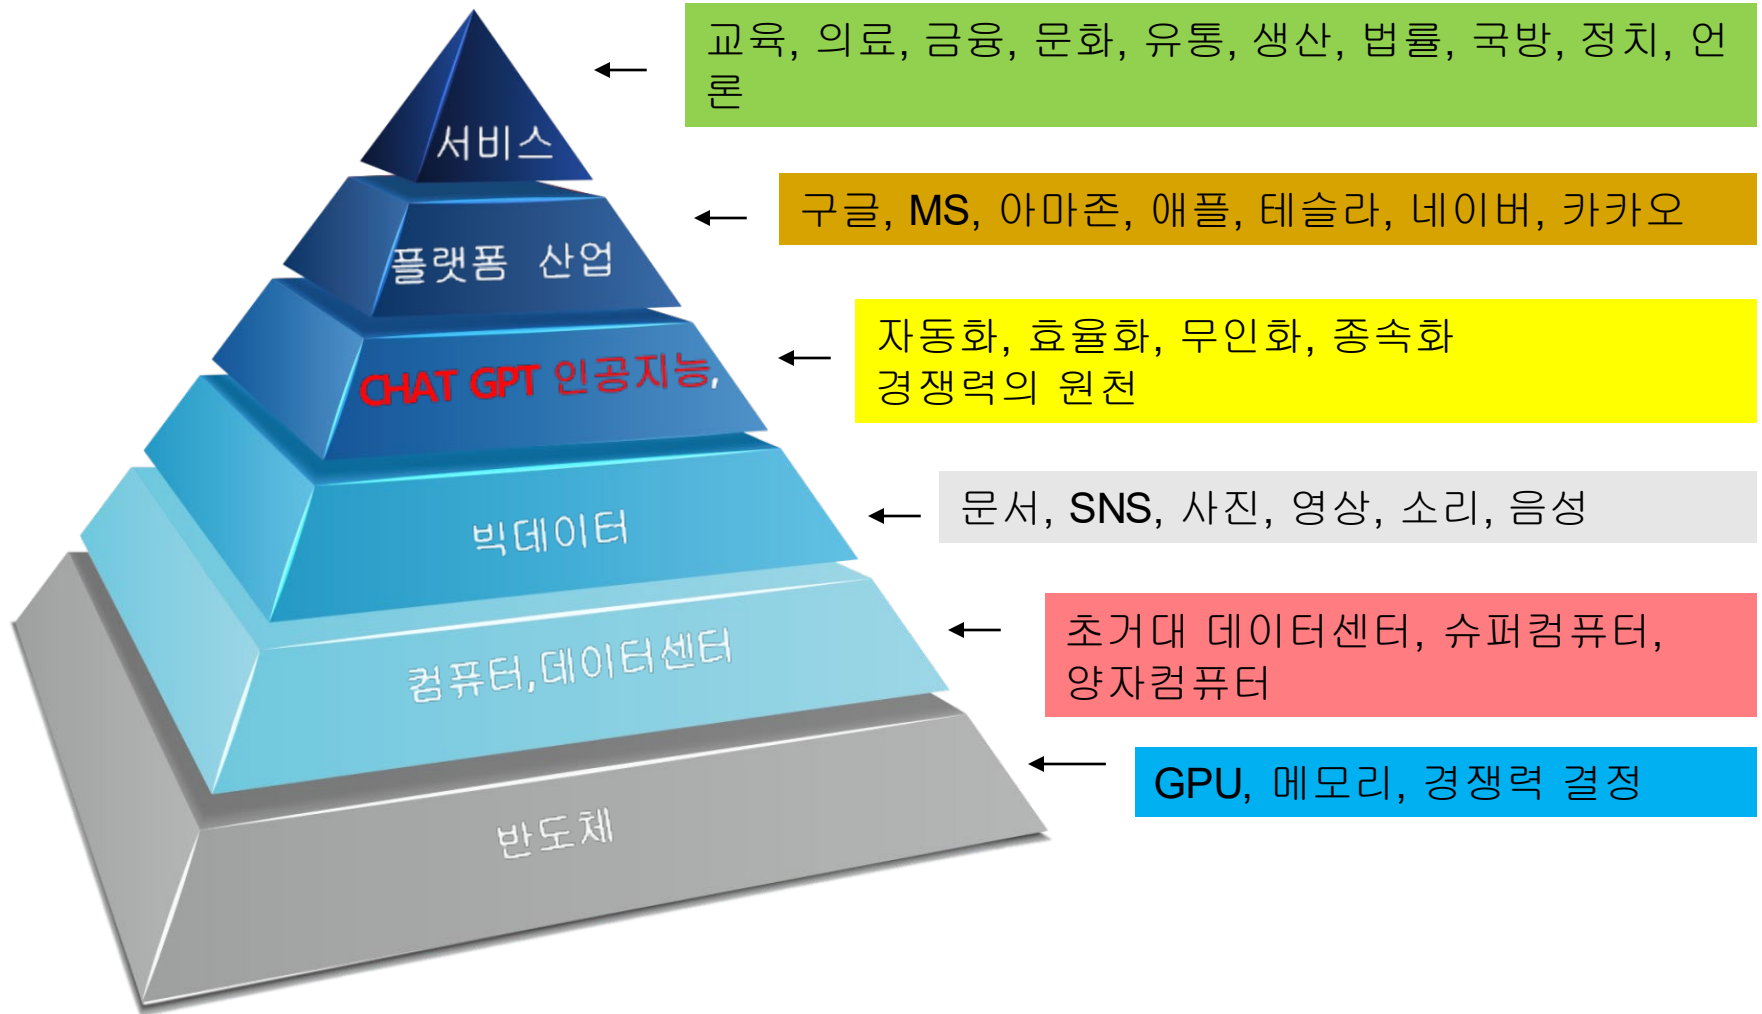 교육, 의료, 금융, 문화, 유통, 생산, 법률, 국방, 정치, 언
론
서비스
구글, MS, 아마존, 애플, 테슬라, 네이버, 카카오
플랫폼 산업
자동화, 효율화, 무인화, 종속화
경쟁력의 원천
CHAT GPT 인공지능,
문서, SNS, 사진, 영상, 소리, 음성
빅데이터
초거대 데이터센터, 슈퍼컴퓨터,
양자컴퓨터
컴퓨터,데이터센터
GPU, 메모리, 경쟁력 결정
반도체